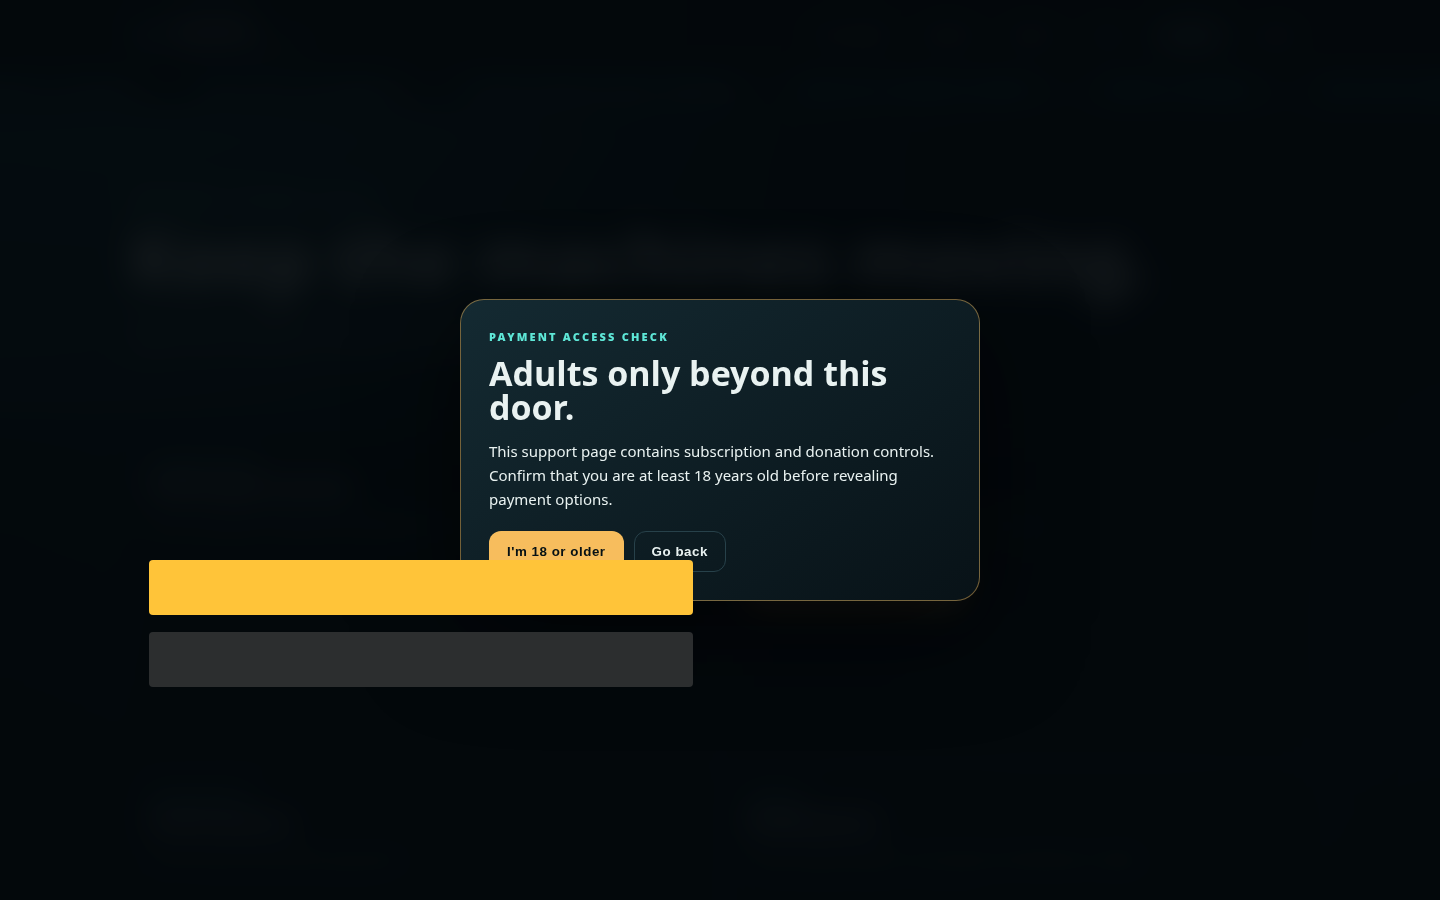 PAYMENT ACCESS CHECK
Adults only beyond this
door.
This support page contains subscription and donation controls.
Confirm that you are at least 18 years old before revealing
payment options.
I'm 18 or older
Go back